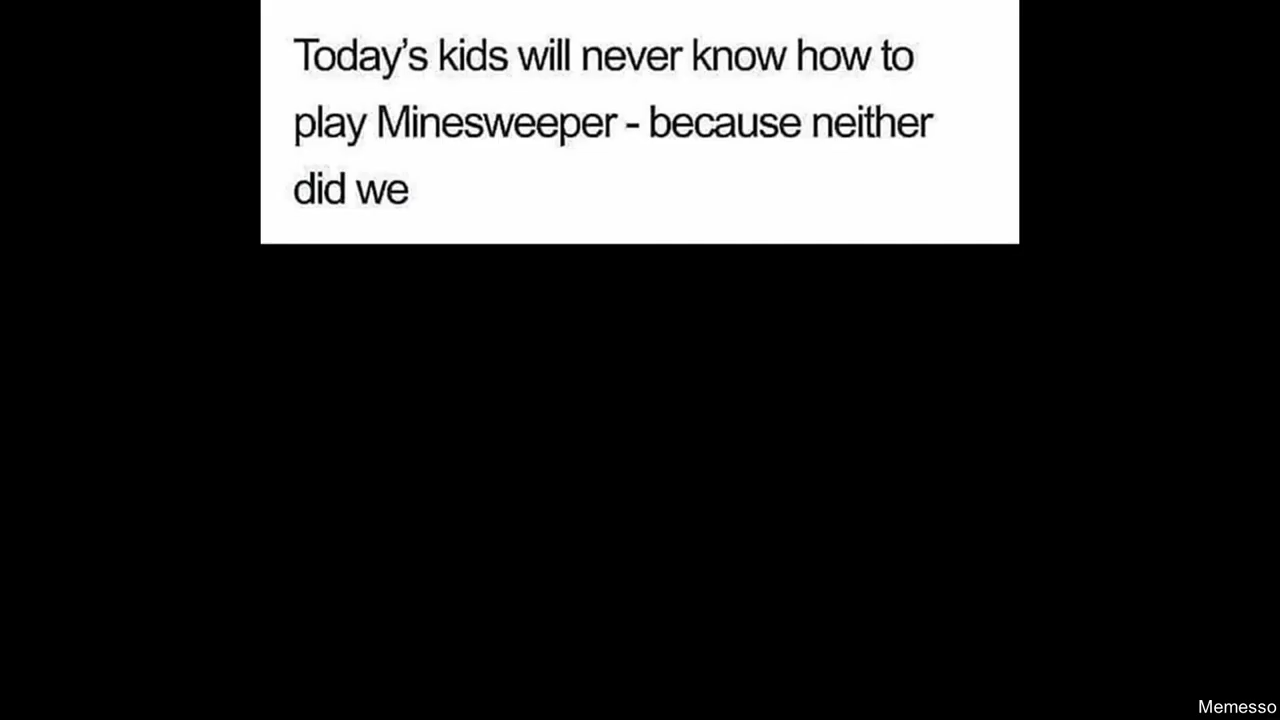 Today’s kids will never know how to
play Minesweeper - because neither
did we
Memesso